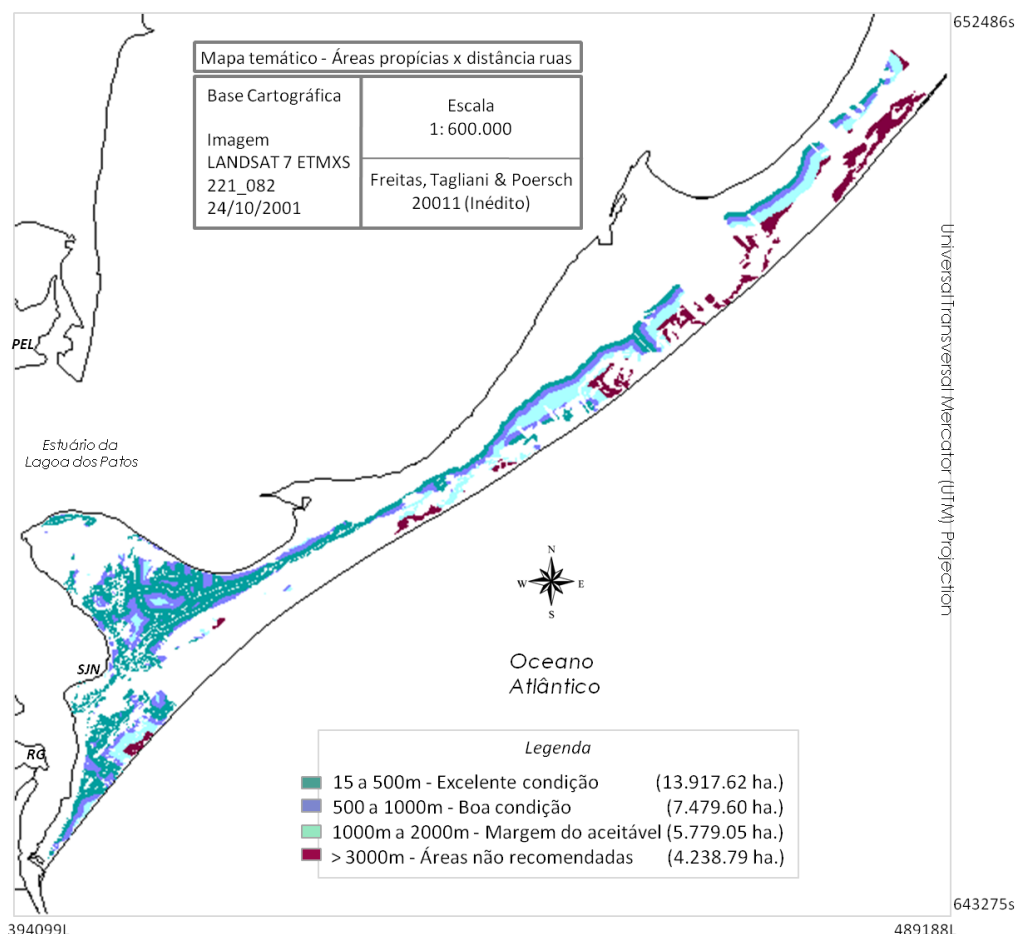 652486s
Mapa temático - Áreas propícias x distância ruas
Base Cartográfica
Imagem
LANDSAT 7 ETMXS
221_082
24/10/2001
Escala
1: 600.000
Freitas, Tagliani & Poersch
20011 (Inédito)
Universal Transversal Mercator (UTM) Projection
PEL
Estuário da
Lagoa dos Patos
N
W E
S
SJN
Oceano
Atlântico
RG
Legenda
15 a 500m - Excelente condição (13.917.62 ha.)
500 a 1000m - Boa condição (7.479.60 ha.)
1000m a 2000m - Margem do aceitável (5.779.05 ha.)
> 3000m - Áreas não recomendadas (4.238.79 ha.)
643275s
394099L
489188L